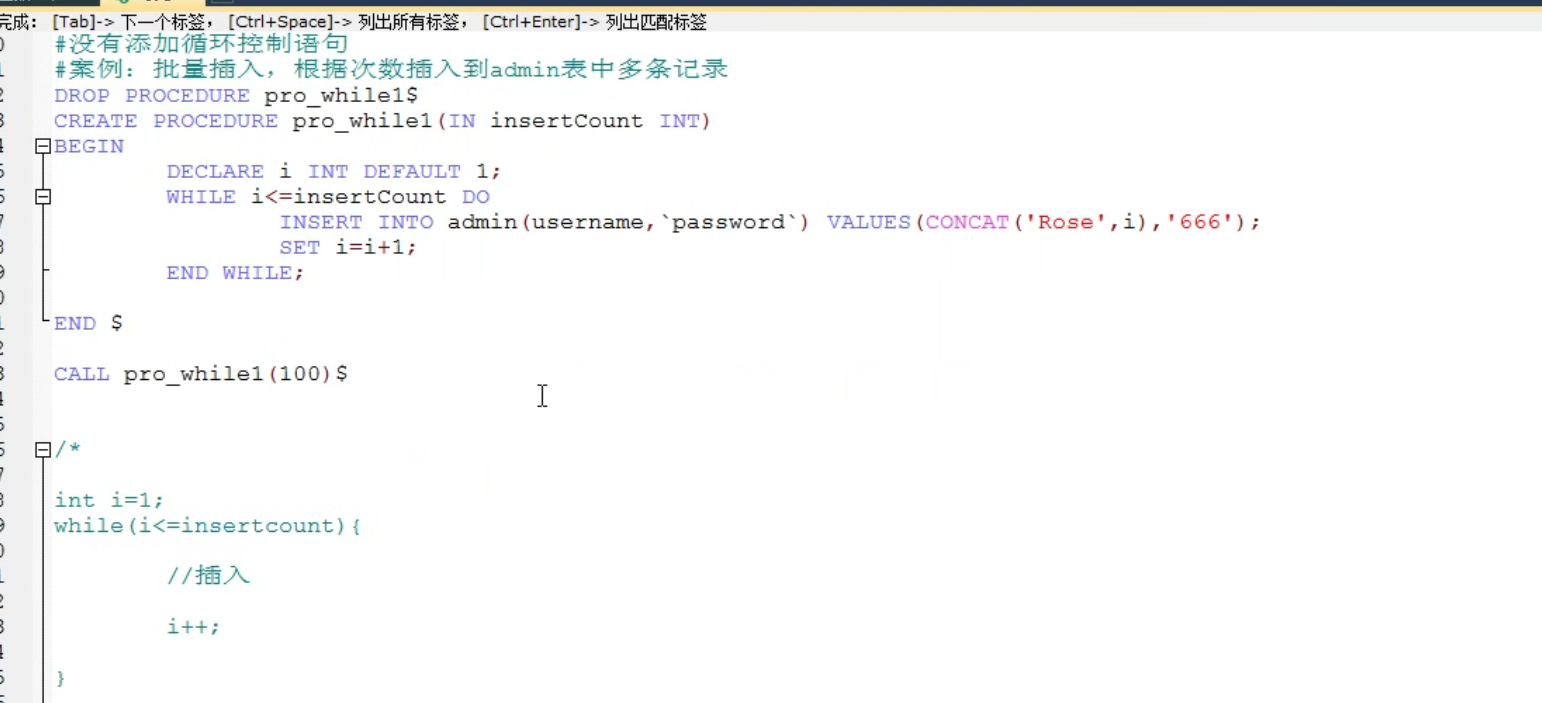 完成: [Tab]-> 下一个标签, [Ctrl+Space]-> 列出所有标签, [Ctrl+Enter]-> 列出匹配标签
#没有添加循环控制语句
#案例：批量插入，根据次数插入到admin表中多条记录
DROP PROCEDURE pro_while1$
CREATE PROCEDURE pro_while1(IN insertCount INT)
BEGIN
DECLARE i INT DEFAULT 1;
WHILE i<=insertCount DO
INSERT INTO admin(username,`password`) VALUES(CONCAT('Rose',i),'666');
SET i=i+1;
END WHILE;
END $
CALL pro_while1(100)$
/*
int i=1;
while(i<=insertcount){
//插入
i++;
}